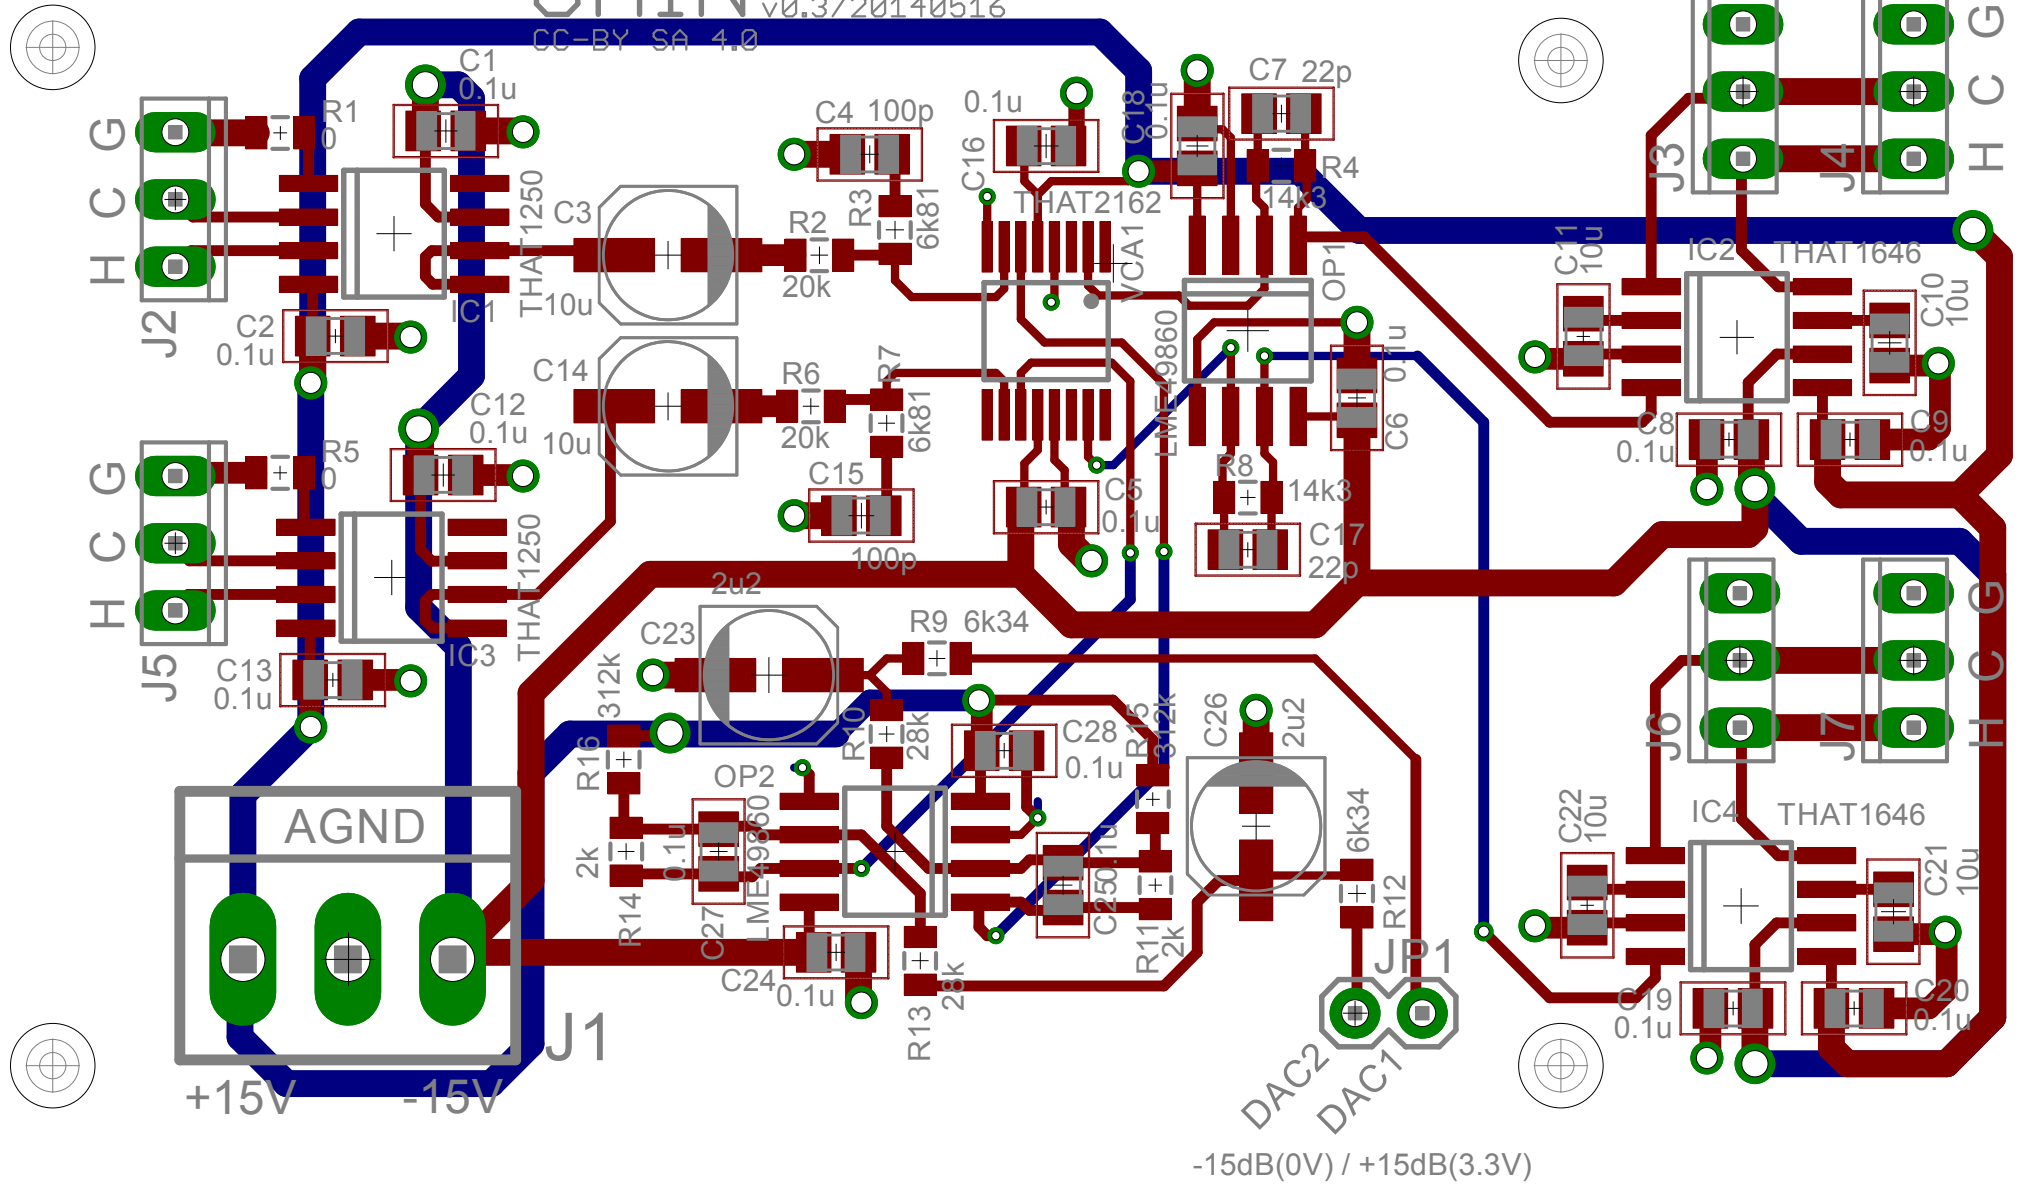 v0.3/20140516
CC-BY SA 4.0
C1
0.1u
R1
0
G
C
H
J2
C2
0.1u
THAT1250
IC1
C3
10u
R2
20k
C4
100p
R3
6k81
C16
0.1u
THAT2162
VCA1
C18
0.1u
C7
22p
R4
14k3
OP1
LME49860
0.1u
C6
G
C
H
J3
J4
C11
10u
IC2
THAT1646
C10
10u
C8
0.1u
C9
0.1u
C14
10u
R6
20k
R7
6k81
C15
100p
C5
0.1u
R8
14k3
C17
22p
C12
0.1u
R5
0
G
C
H
J5
C13
0.1u
THAT1250
IC3
2u2
C23
R9
6k34
312k
R16
R10
28k
C28
0.1u
R15
312k
C26
2u2
OP2
LME49860
0.1u
C27
2k
R14
C24
0.1u
R13
28k
C25
0.1u
R11
2k
6k34
R12
JP1
DAC2
DAC1
-15dB(0V) / +15dB(3.3V)
G
C
H
J6
J7
C22
10u
IC4
THAT1646
C21
10u
C19
0.1u
C20
0.1u
AGND
J1
+15V
-15V